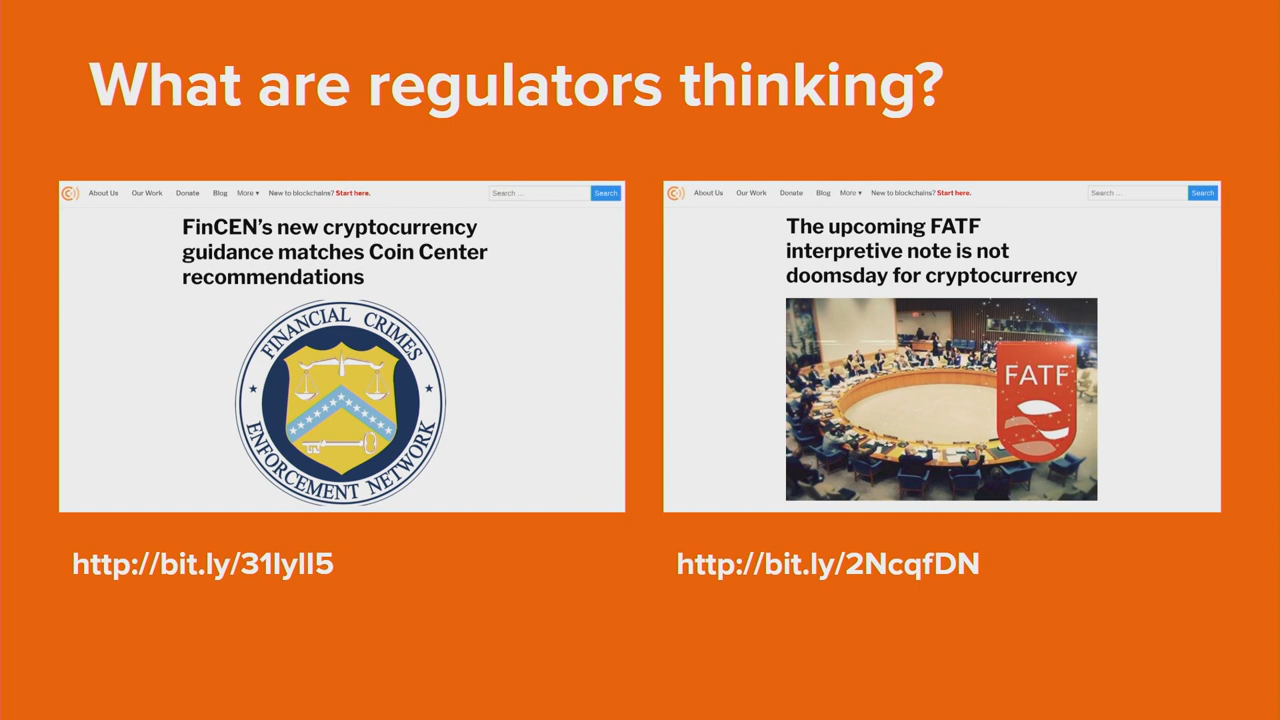 What are regulators thinking?
About Us Our Work Donate Blog More ▾ New to blockchains? Start here. Search ... Search
FinCEN's new cryptocurrency
guidance matches Coin Center
recommendations
FINANCIAL CRIMES
ENFORCEMENT NETWORK
http://bit.ly/31IylI5
About Us Our Work Donate Blog More ▾ New to blockchains? Start here. Search ... Search
The upcoming FATF
interpretive note is not
doomsday for cryptocurrency
FATF
http://bit.ly/2NcqfDN